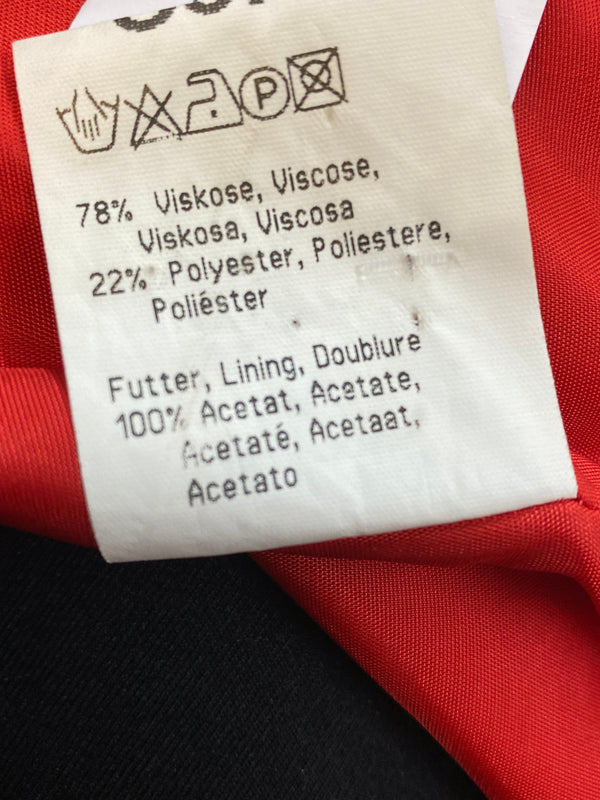 P
78% Viskose, Viscose,
Viskosa, Viscosa
22% Polyester, Poliestere,
Poliéster
Futter, Lining, Doublure
100% Acetat, Acetate,
Acetaté, Acetaat,
Acetato